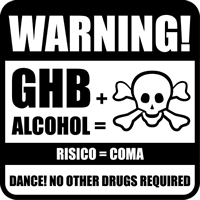 WARNING!
GHB +
ALCOHOL =
RISICO = COMA
DANCE! NO OTHER DRUGS REQUIRED